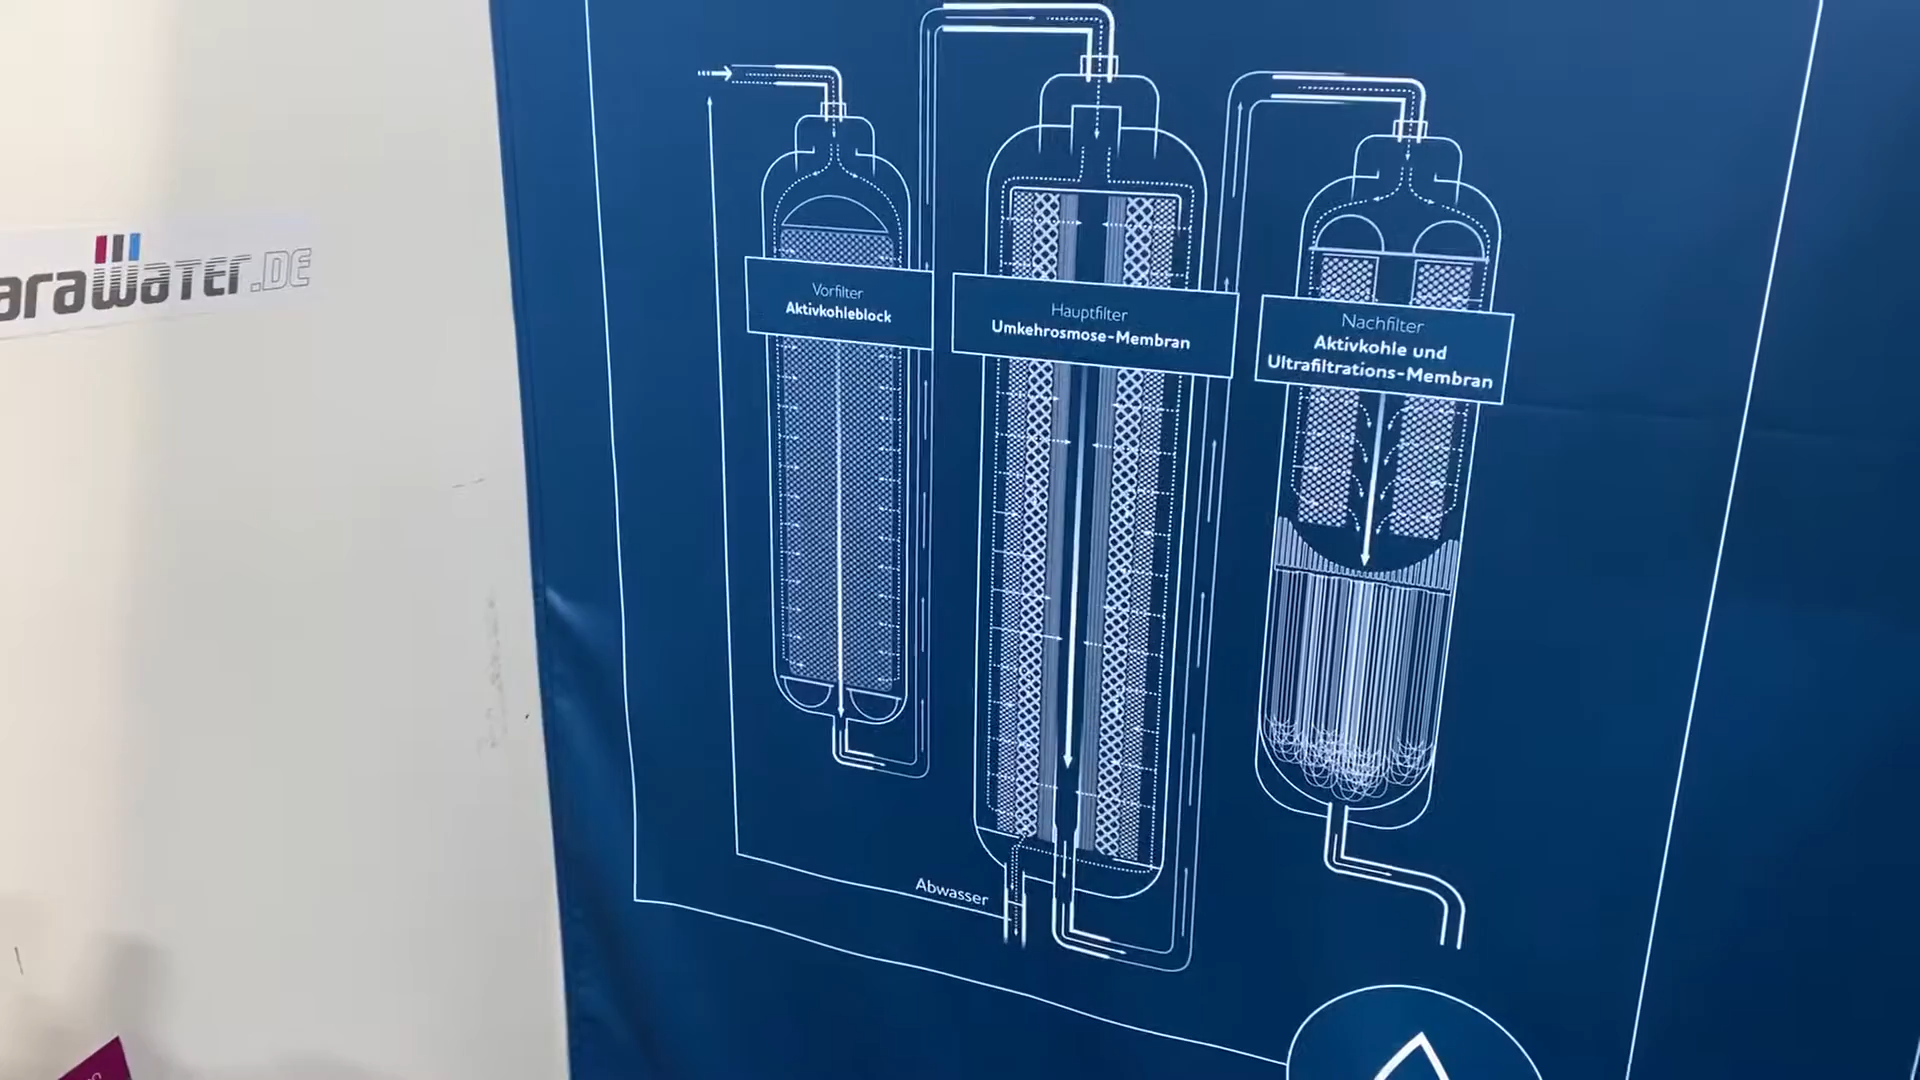 arawater.DE
Vorfilter
Aktivkohleblock
Hauptfilter
Umkehrosmose-Membran
Nachfilter
Aktivkohle und
Ultrafiltrations-Membran
Abwasser